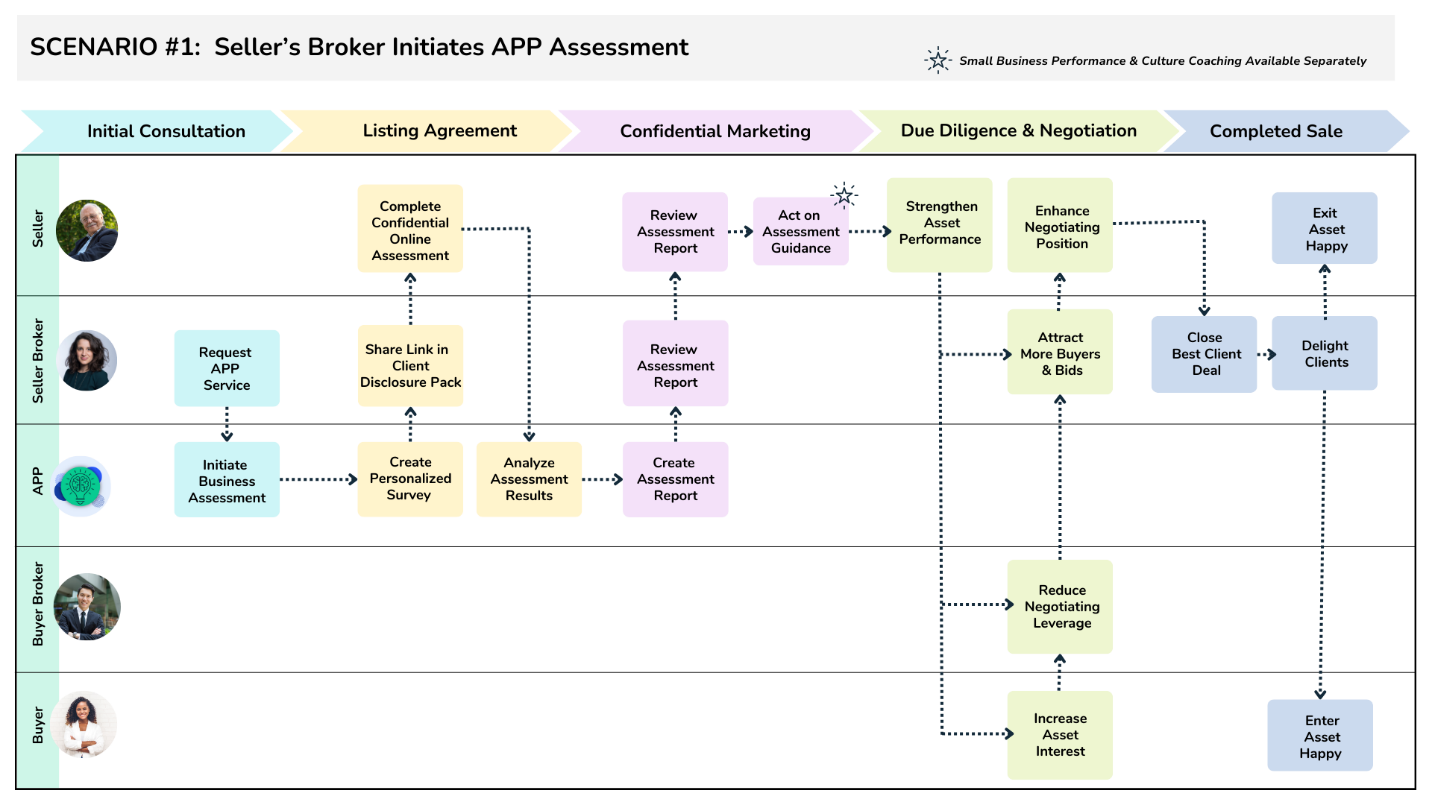 SCENARIO #1:  Seller's Broker Initiates APP Assessment
Small Business Performance & Culture Coaching Available Separately
Initial Consultation
Listing Agreement
Confidential Marketing
Due Diligence & Negotiation
Completed Sale
Seller
Complete
Confidential
Online
Assessment
Review
Assessment
Report
Act on
Assessment
Guidance
Strengthen
Asset
Performance
Enhance
Negotiating
Position
Exit
Asset
Happy
Seller Broker
Request
APP
Service
Share Link in
Client
Disclosure Pack
Review
Assessment
Report
Attract
More Buyers
& Bids
Close
Best Client
Deal
Delight
Clients
APP
Initiate
Business
Assessment
Create
Personalized
Survey
Analyze
Assessment
Results
Create
Assessment
Report
Buyer Broker
Reduce
Negotiating
Leverage
Buyer
Increase
Asset
Interest
Enter
Asset
Happy